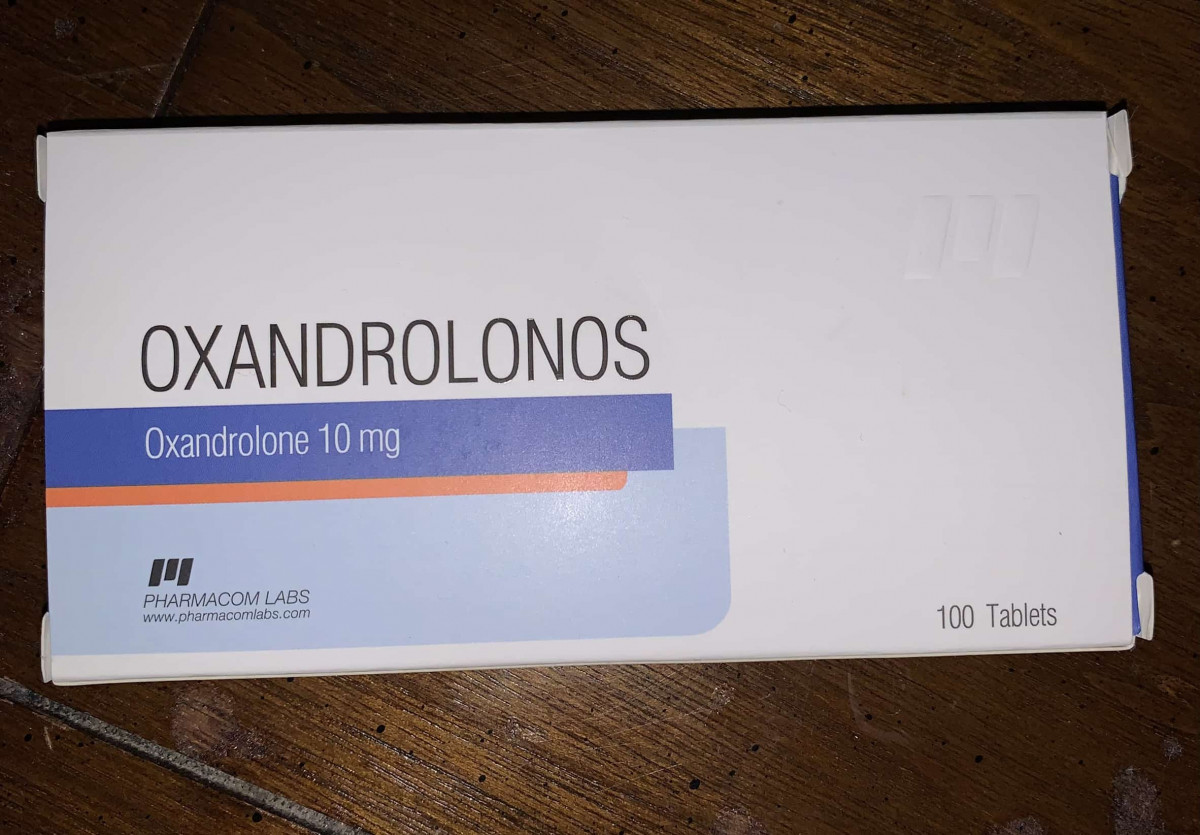 OXANDROLONOS
Oxandrolone 10 mg
PHARMACOM LABS
www.pharmacomlabs.com
100 Tablets